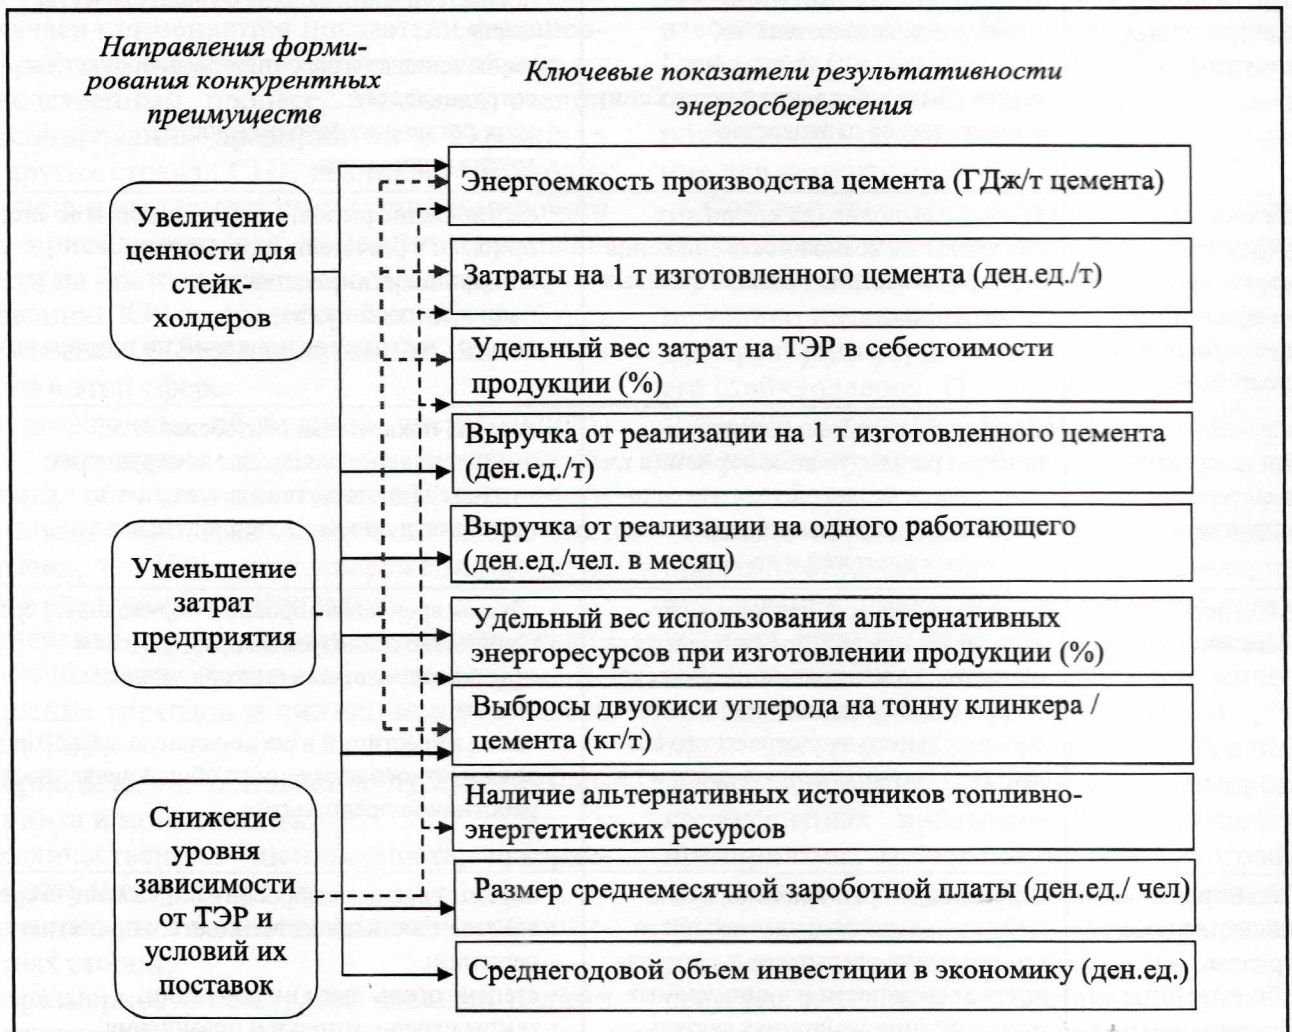 Направления форми-
рования конкурентных
преимуществ
Ключевые показатели результативности
энергосбережения
Увеличение
ценности для
стейк-
холдеров
Уменьшение
затрат
предприятия
Снижение
уровня
зависимости
от ТЭР и
условий их
поставок
Энергоемкость производства цемента (ГДж/т цемента)
Затраты на 1 т изготовленного цемента (ден.ед./т)
Удельный вес затрат на ТЭР в себестоимости
продукции (%)
Выручка от реализации на 1 т изготовленного цемента
(ден.ед./т)
Выручка от реализации на одного работающего
(ден.ед./чел. в месяц)
Удельный вес использования альтернативных
энергоресурсов при изготовлении продукции (%)
Выбросы двуокиси углерода на тонну клинкера /
цемента (кг/т)
Наличие альтернативных источников топливно-
энергетических ресурсов
Размер среднемесячной зароботной платы (ден.ед./ чел)
Среднегодовой объем инвестиции в экономику (ден.ед.)